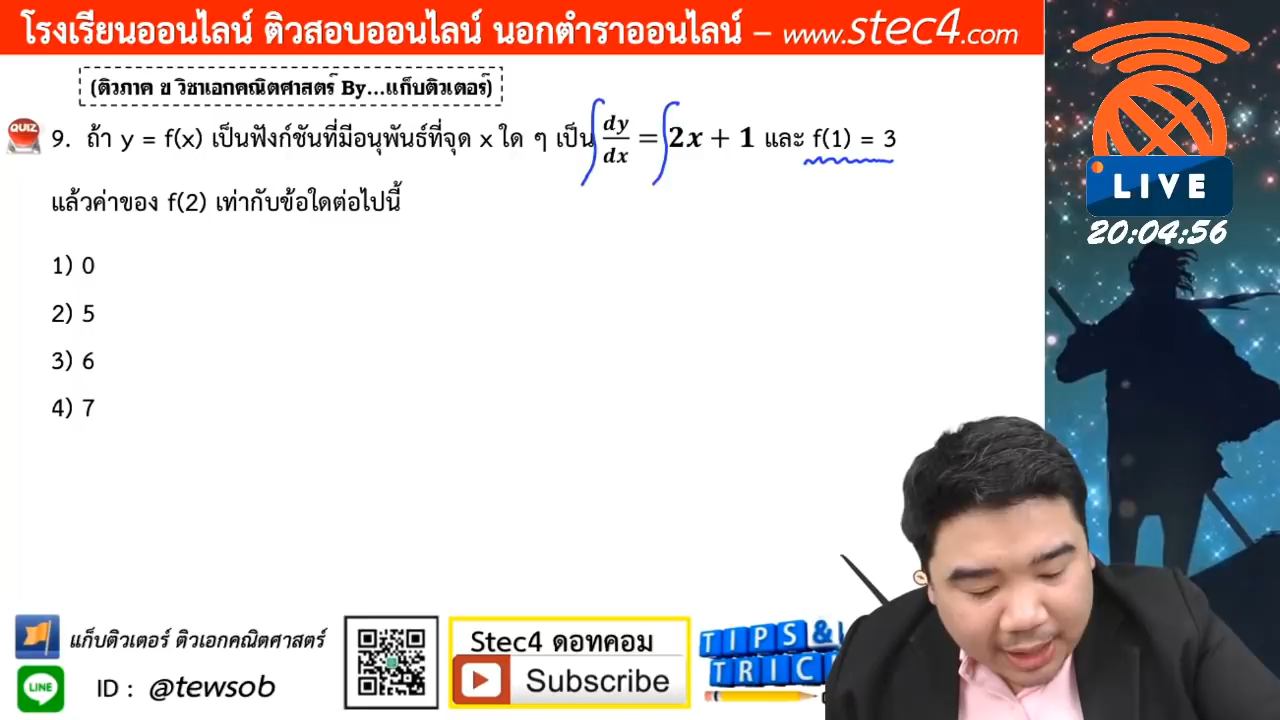 โรงเรียนออนไลน์ ติวสอบออนไลน์ นอกตำราออนไลน์ – www.stec4.com
(ติวภาค ข วิชาเอกคณิตศาสตร์ By...แก็บติวเตอร์)
QUIZ
9. ถ้า y = f(x) เป็นฟังก์ชันที่มีอนุพันธ์ที่จุด x ใด ๆ เป็น ∫ dy/dx = ∫ 2x + 1 และ f(1) = 3
แล้วค่าของ f(2) เท่ากับข้อใดต่อไปนี้
1) 0
2) 5
3) 6
4) 7
LIVE
20:04:56
แก็บติวเตอร์ ติวเอกคณิตศาสตร์
LINE
ID : @tewsob
Stec4 ดอทคอม
Subscribe
TIPS &
TRIC